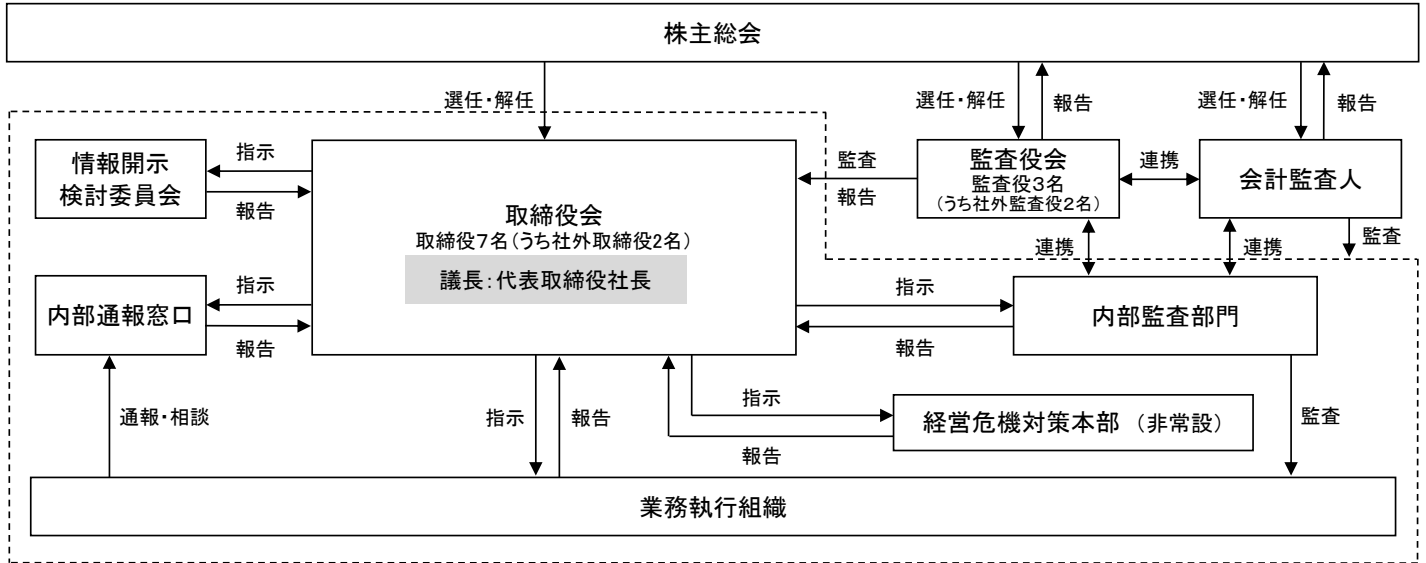 株主総会
選任・解任
選任・解任
報告
選任・解任
報告
情報開示
検討委員会
指示
報告
取締役会
取締役7名(うち社外取締役2名)
議長:代表取締役社長
監査
報告
監査役会
監査役3名
(うち社外監査役2名)
連携
会計監査人
監査
連携
連携
内部通報窓口
指示
報告
指示
報告
内部監査部門
通報・相談
指示
報告
指示
報告
経営危機対策本部 (非常設)
監査
業務執行組織